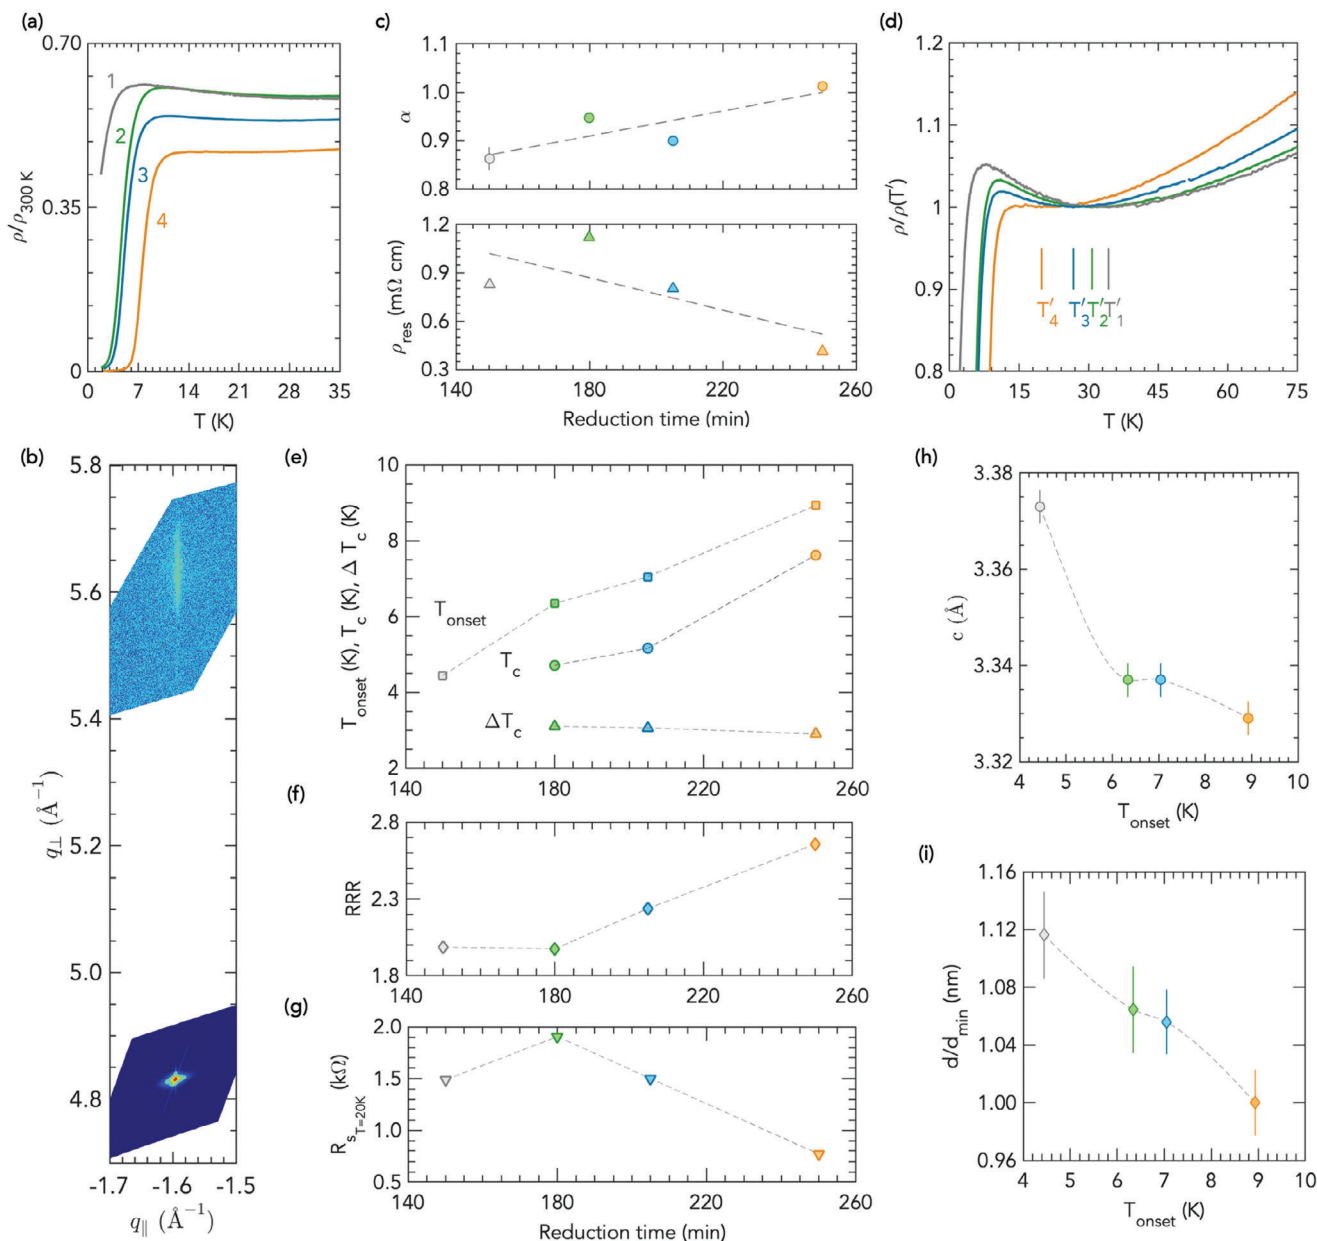 (a)
0.70
0.35
0
ρ/ρ300 K
1
2
3
4
0 7 14 21 28 35
T (K)
c)
1.1
1.0
0.9
0.8
α
1.2
0.9
0.6
0.3
ρres (mΩ cm)
140 180 220 260
Reduction time (min)
(d)
1.2
1.1
1
0.9
0.8
ρ/ρ(T′)
T′4 T′3 T′2 T′1
0 15 30 45 60 75
T (K)
(b)
5.8
5.6
5.4
5.2
5.0
4.8
q⊥ (Å−1)
-1.7 -1.6 -1.5
q∥ (Å−1)
(e)
10
8
6
4
2
Tonset (K), Tc (K), Δ Tc (K)
Tonset
Tc
ΔTc
140 180 220 260
(f)
2.8
2.3
1.8
RRR
140 180 220 260
(g)
2.0
1.5
1.0
0.5
RsT=20K (kΩ)
140 180 220 260
Reduction time (min)
(h)
3.38
3.36
3.34
3.32
c (Å)
4 5 6 7 8 9 10
Tonset (K)
(i)
1.16
1.12
1.08
1.04
1.00
0.96
d/dmin (nm)
4 5 6 7 8 9 10
Tonset (K)